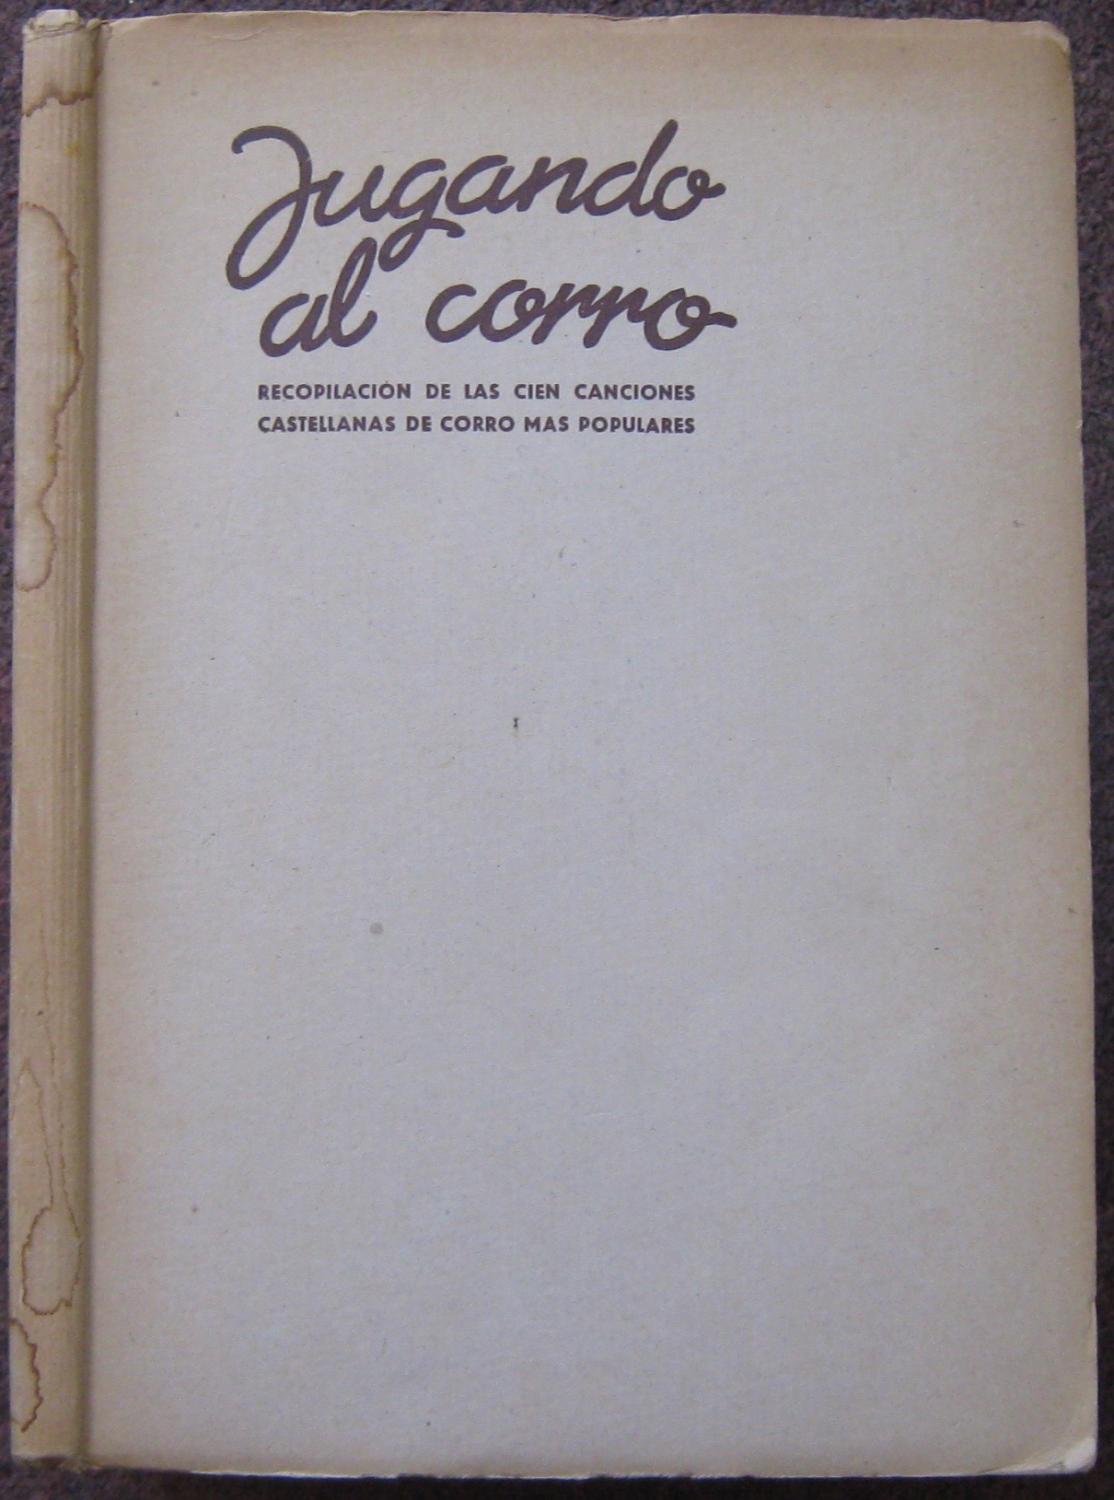 Jugando
al corro
RECOPILACIÓN DE LAS CIEN CANCIONES
CASTELLANAS DE CORRO MAS POPULARES